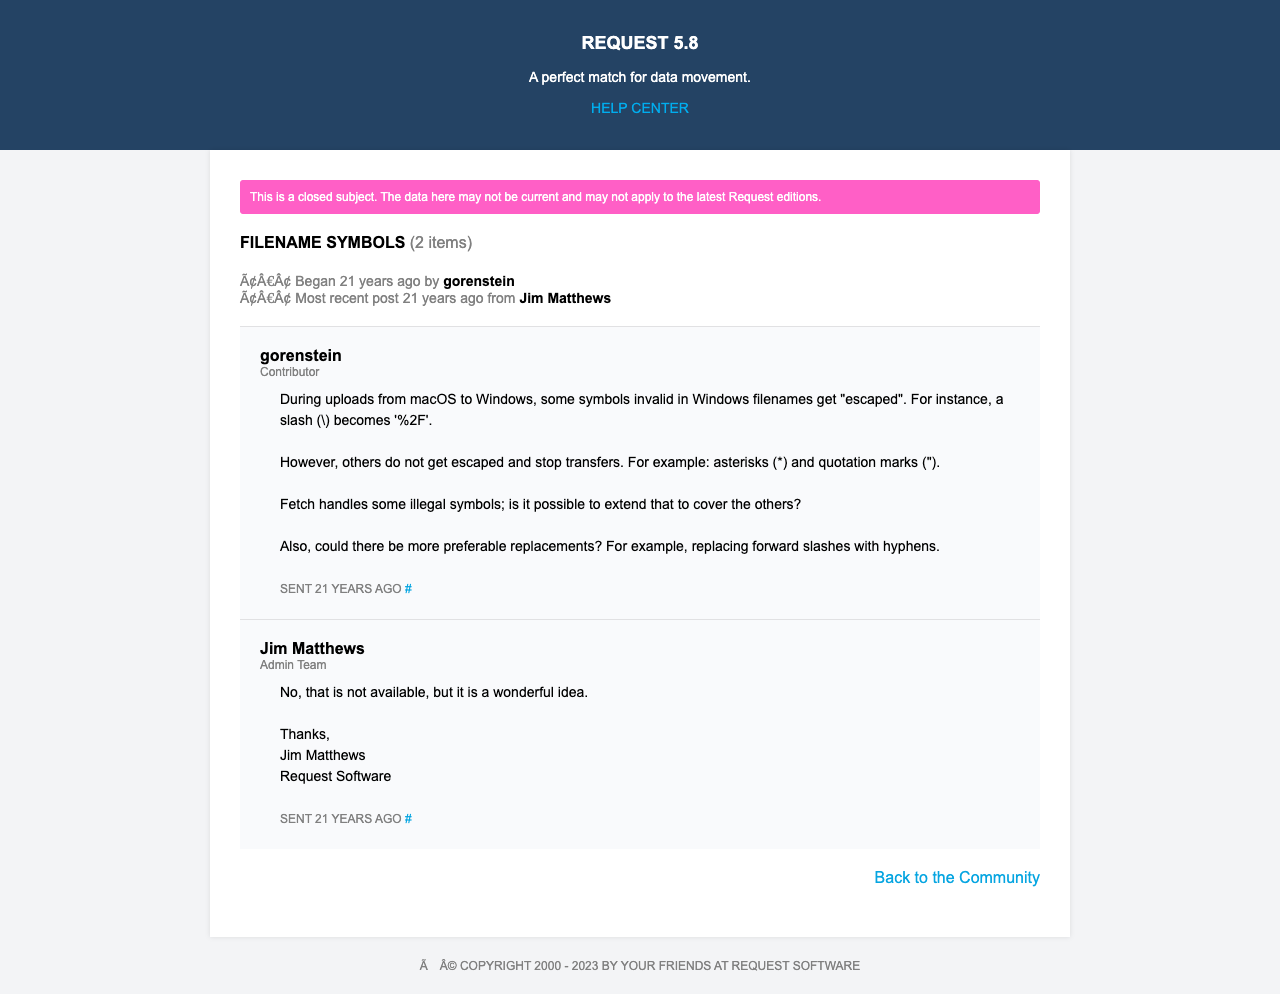 REQUEST 5.8
A perfect match for data movement.
HELP CENTER
This is a closed subject. The data here may not be current and may not apply to the latest Request editions.
FILENAME SYMBOLS (2 items)
Ã¢Â€Â¢ Began 21 years ago by gorenstein
Ã¢Â€Â¢ Most recent post 21 years ago from Jim Matthews
gorenstein
Contributor
During uploads from macOS to Windows, some symbols invalid in Windows filenames get "escaped". For instance, a
slash (\) becomes '%2F'.
However, others do not get escaped and stop transfers. For example: asterisks (*) and quotation marks (").
Fetch handles some illegal symbols; is it possible to extend that to cover the others?
Also, could there be more preferable replacements? For example, replacing forward slashes with hyphens.
SENT 21 YEARS AGO #
Jim Matthews
Admin Team
No, that is not available, but it is a wonderful idea.
Thanks,
Jim Matthews
Request Software
SENT 21 YEARS AGO #
Back to the Community
Ã Â© COPYRIGHT 2000 - 2023 BY YOUR FRIENDS AT REQUEST SOFTWARE